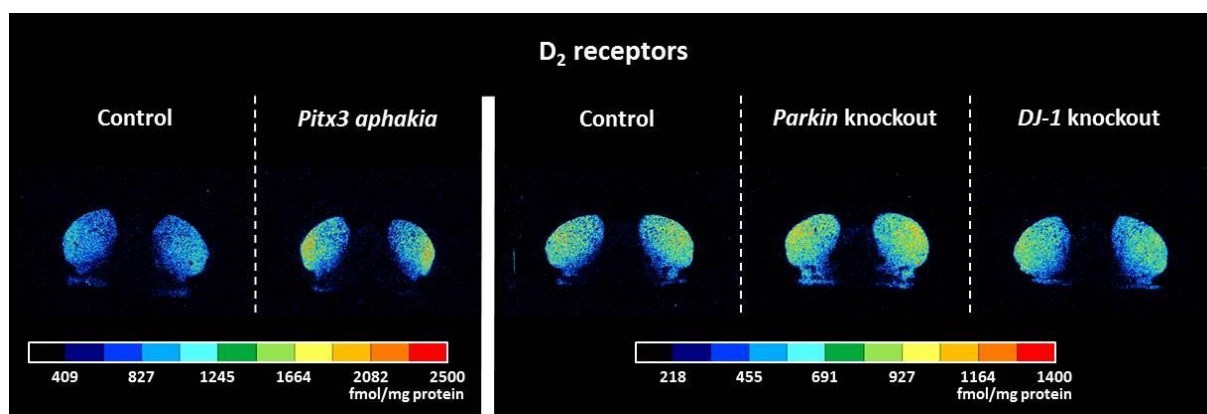 D₂ receptors
Control
Pitx3 aphakia
Control
Parkin knockout
DJ-1 knockout
409 827 1245 1664 2082 2500
fmol/mg protein
218 455 691 927 1164 1400
fmol/mg protein